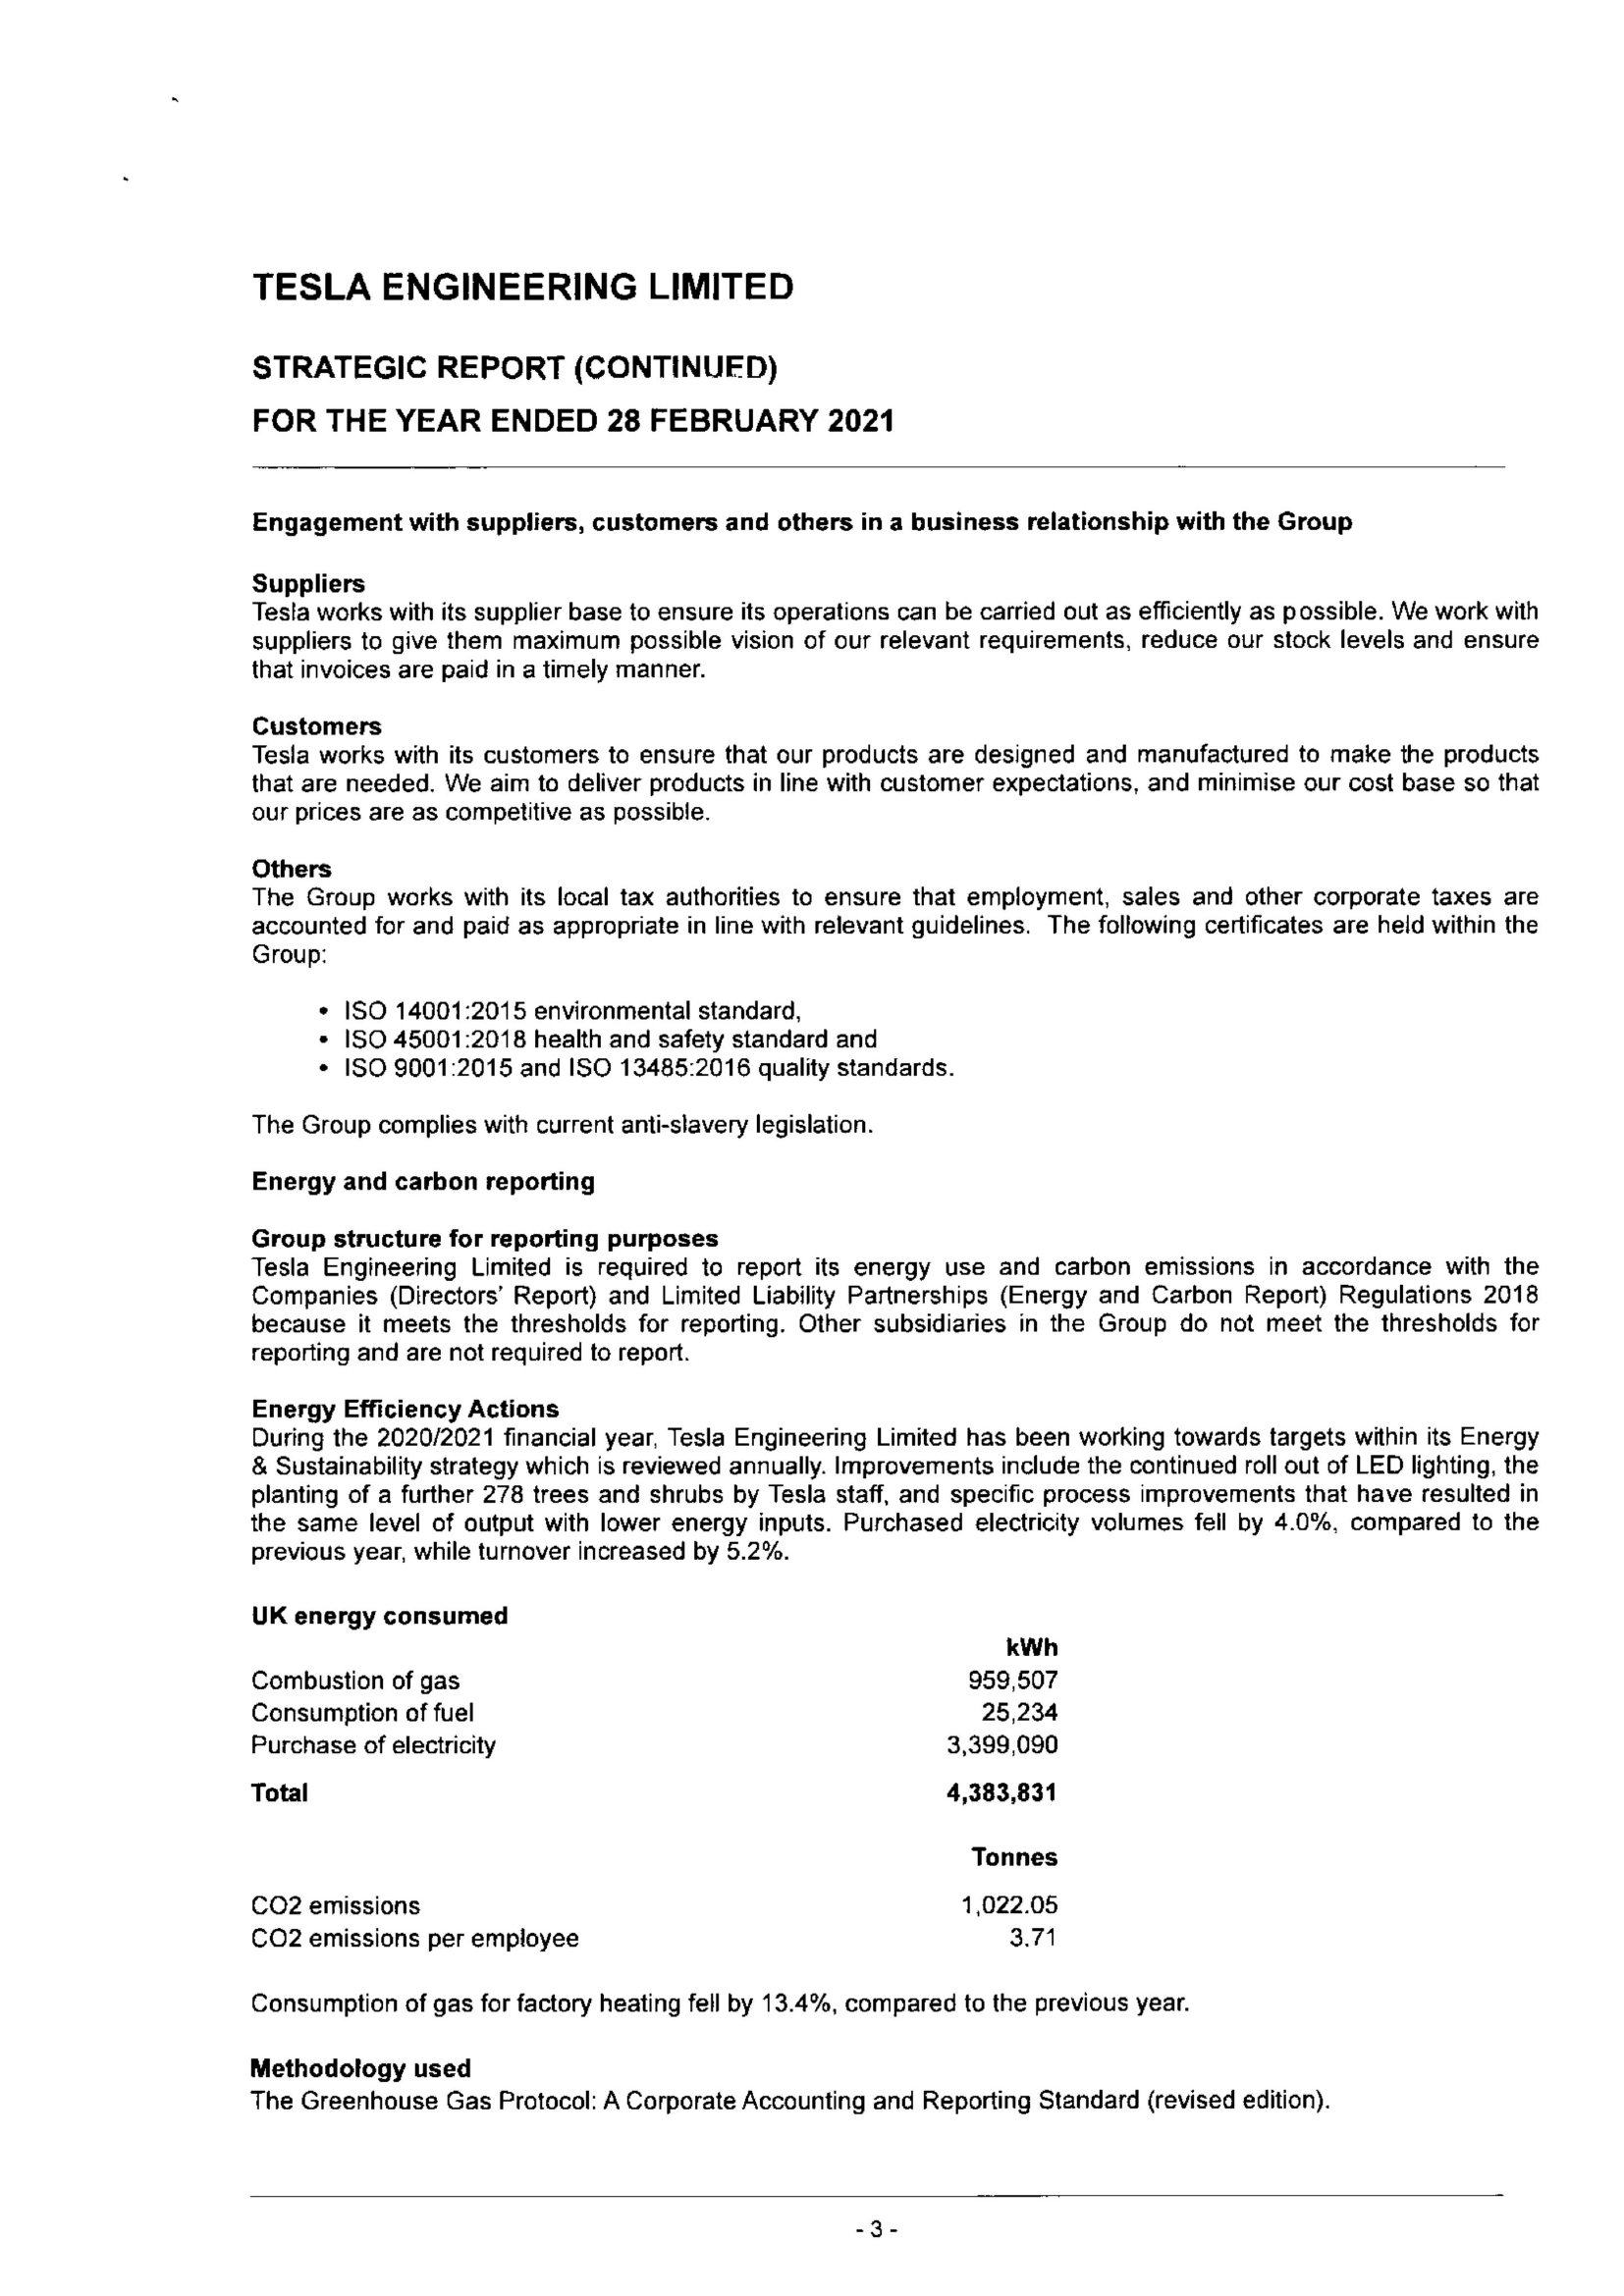 TESLA ENGINEERING LIMITED
STRATEGIC REPORT (CONTINUED)
FOR THE YEAR ENDED 28 FEBRUARY 2021
Engagement with suppliers, customers and others in a business relationship with the Group
Suppliers
Tesla works with its supplier base to ensure its operations can be carried out as efficiently as possible. We work with
suppliers to give them maximum possible vision of our relevant requirements, reduce our stock levels and ensure
that invoices are paid in a timely manner.
Customers
Tesla works with its customers to ensure that our products are designed and manufactured to make the products
that are needed. We aim to deliver products in line with customer expectations, and minimise our cost base so that
our prices are as competitive as possible.
Others
The Group works with its local tax authorities to ensure that employment, sales and other corporate taxes are
accounted for and paid as appropriate in line with relevant guidelines. The following certificates are held within the
Group:
• ISO 14001:2015 environmental standard,
• ISO 45001:2018 health and safety standard and
• ISO 9001:2015 and ISO 13485:2016 quality standards.
The Group complies with current anti-slavery legislation.
Energy and carbon reporting
Group structure for reporting purposes
Tesla Engineering Limited is required to report its energy use and carbon emissions in accordance with the
Companies (Directors' Report) and Limited Liability Partnerships (Energy and Carbon Report) Regulations 2018
because it meets the thresholds for reporting. Other subsidiaries in the Group do not meet the thresholds for
reporting and are not required to report.
Energy Efficiency Actions
During the 2020/2021 financial year, Tesla Engineering Limited has been working towards targets within its Energy
& Sustainability strategy which is reviewed annually. Improvements include the continued roll out of LED lighting, the
planting of a further 278 trees and shrubs by Tesla staff, and specific process improvements that have resulted in
the same level of output with lower energy inputs. Purchased electricity volumes fell by 4.0%, compared to the
previous year, while turnover increased by 5.2%.
UK energy consumed
kWh
Combustion of gas 959,507
Consumption of fuel 25,234
Purchase of electricity 3,399,090
Total 4,383,831
Tonnes
CO2 emissions 1,022.05
CO2 emissions per employee 3.71
Consumption of gas for factory heating fell by 13.4%, compared to the previous year.
Methodology used
The Greenhouse Gas Protocol: A Corporate Accounting and Reporting Standard (revised edition).
- 3 -